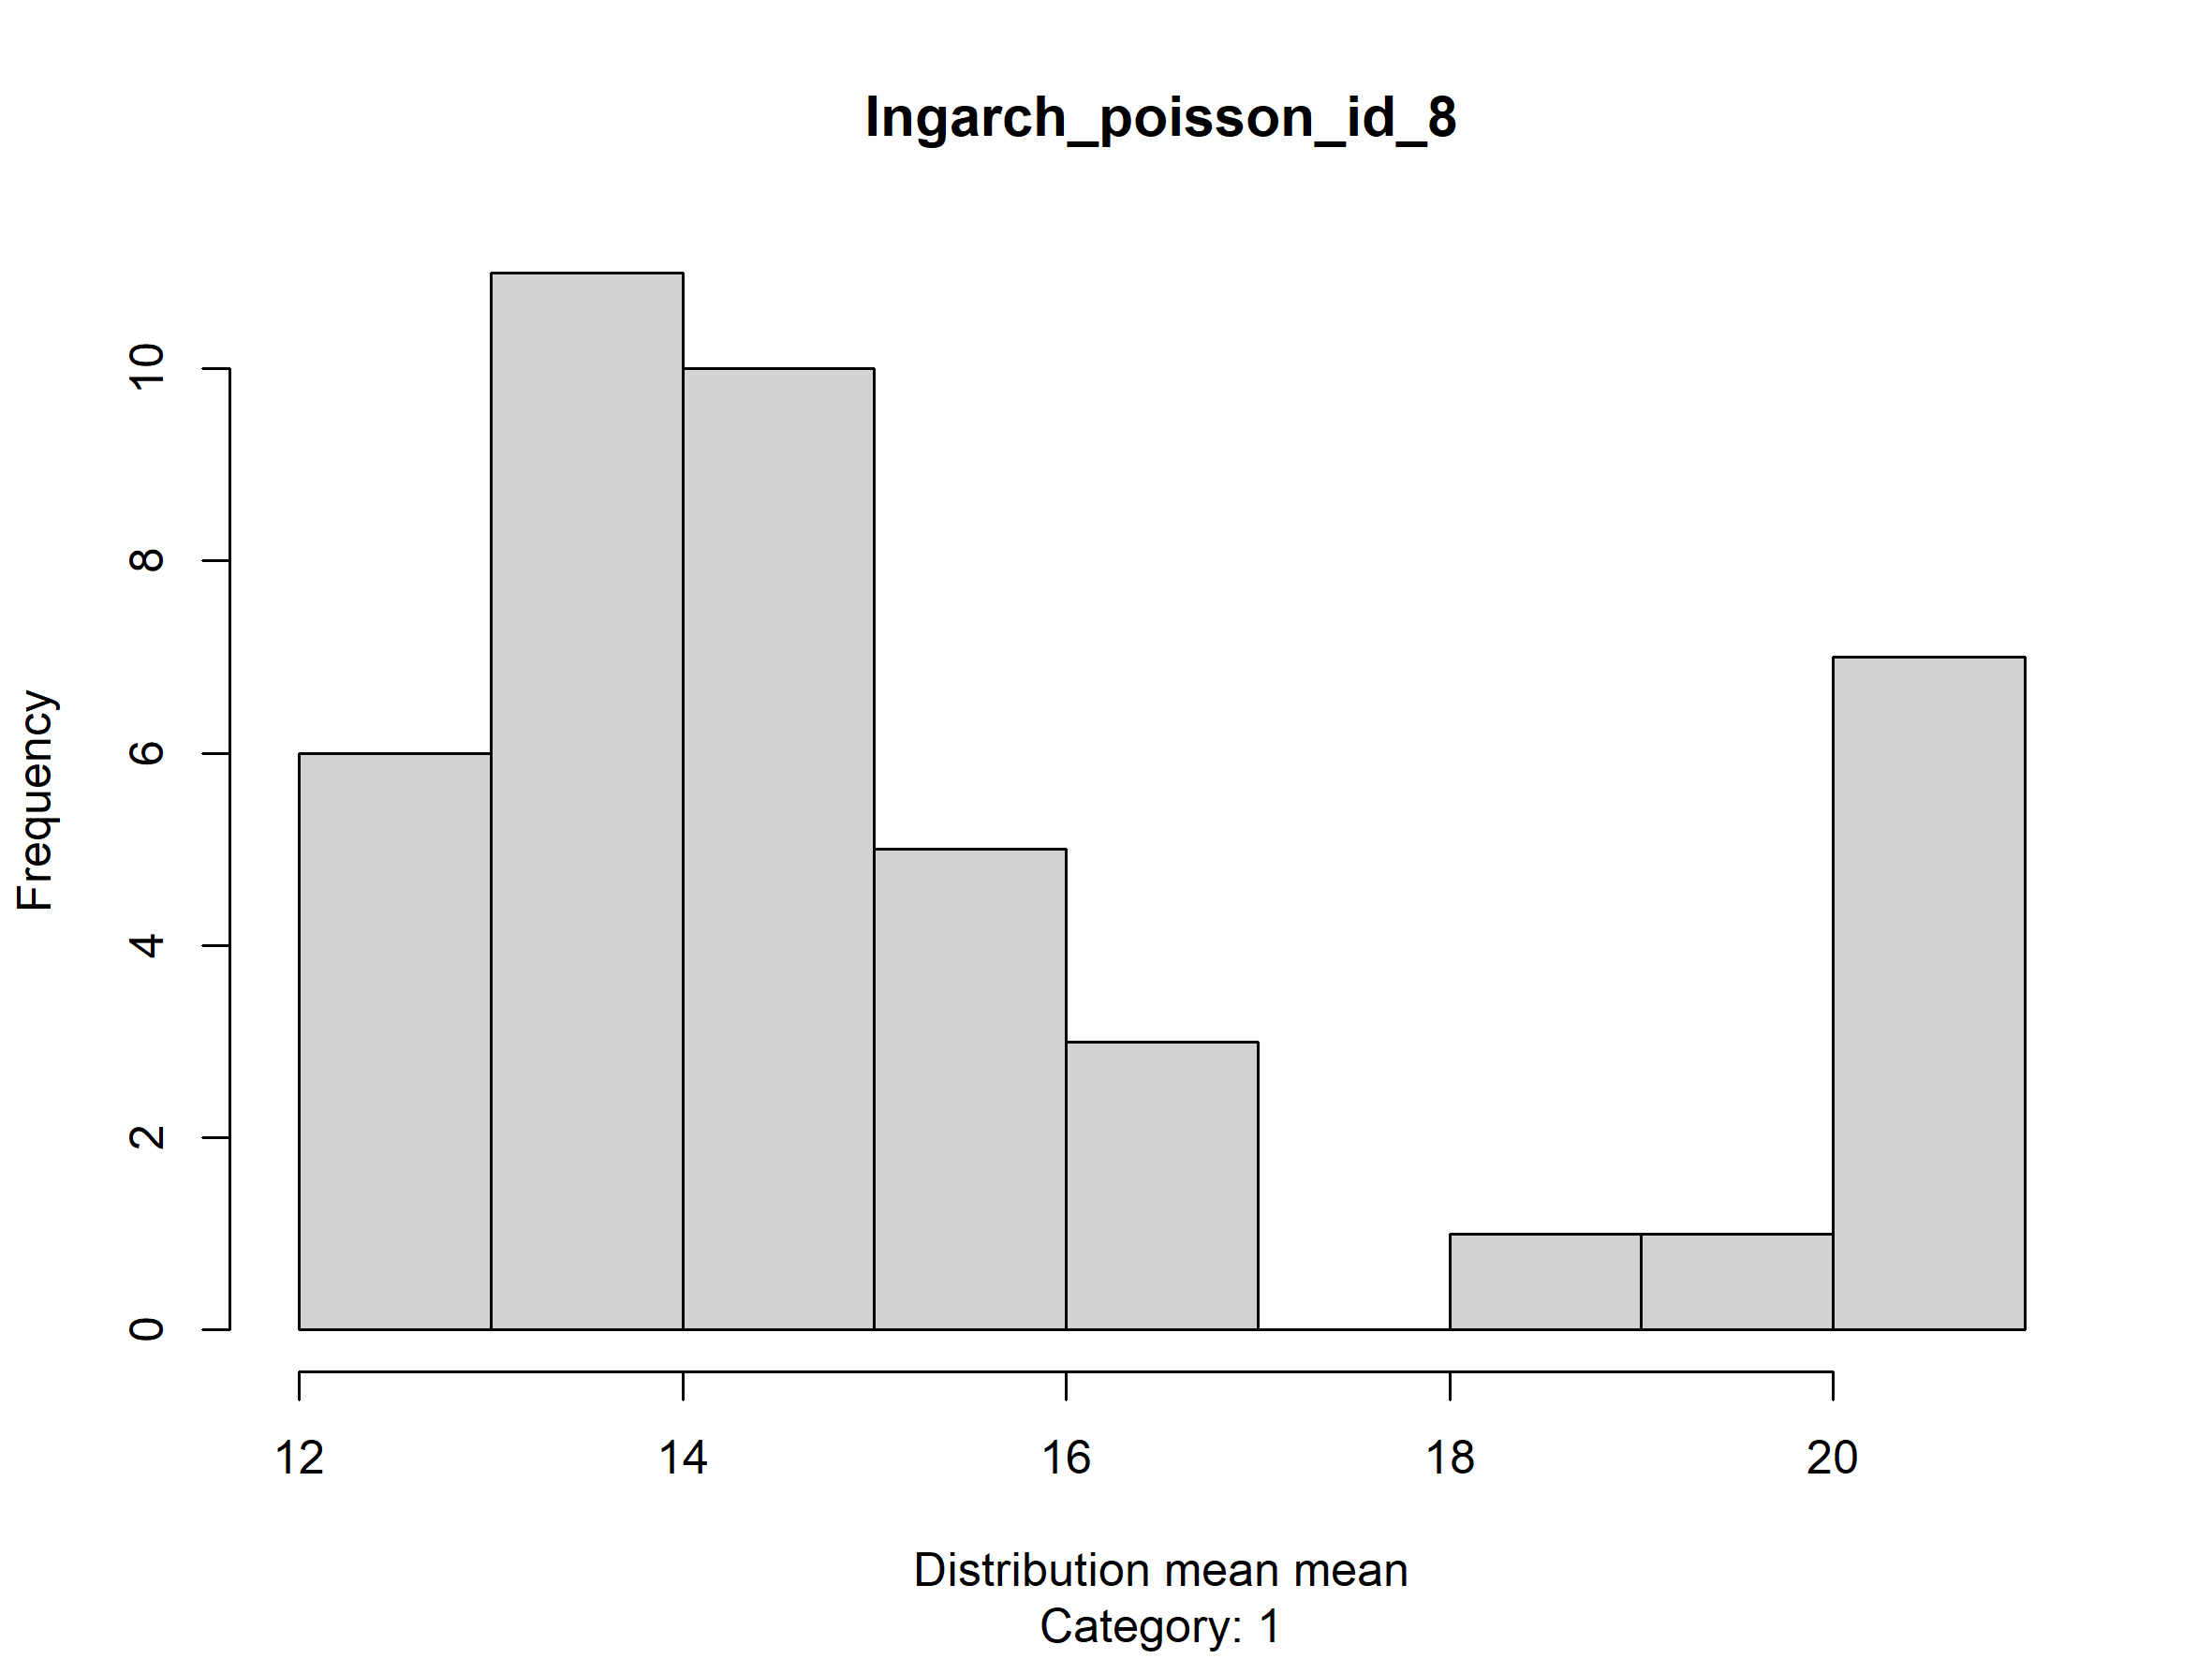 Ingarch_poisson_id_8
Frequency
10
8
6
4
2
0
12 14 16 18 20
Distribution mean mean
Category: 1